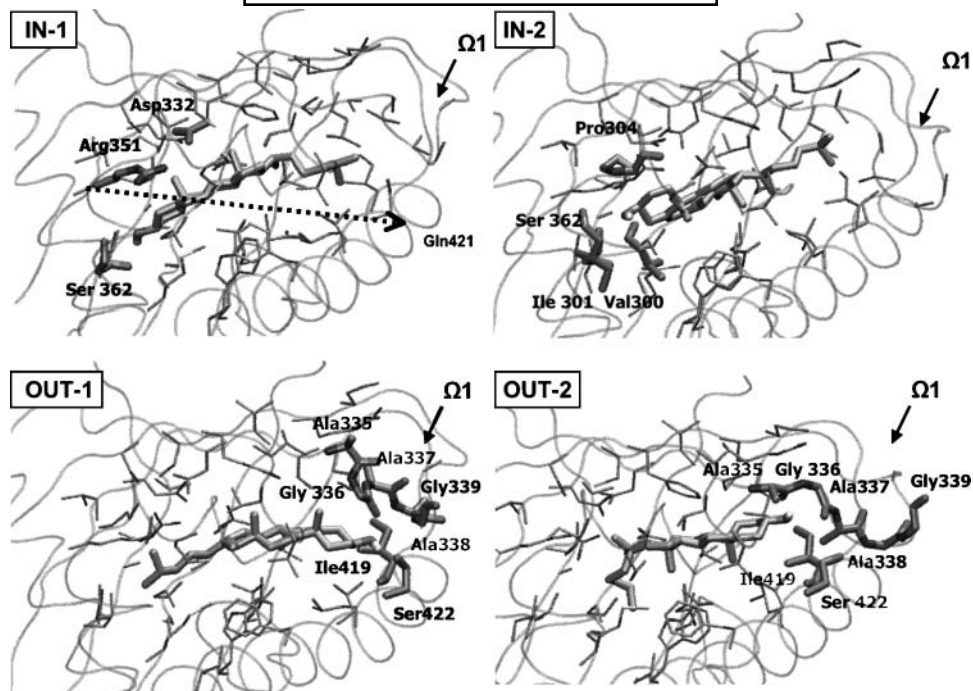 IN-1
Ω1
Asp332
Arg351
Gln421
Ser 362
IN-2
Ω1
Pro304
Ser 362
Ile 301 Val300
OUT-1
Ω1
Ala335
Ala337
Gly 336
Gly339
Ala338
Ile419
Ser422
OUT-2
Ω1
Ala335 Gly 336
Ala337 Gly339
Ala338
Ile419
Ser 422